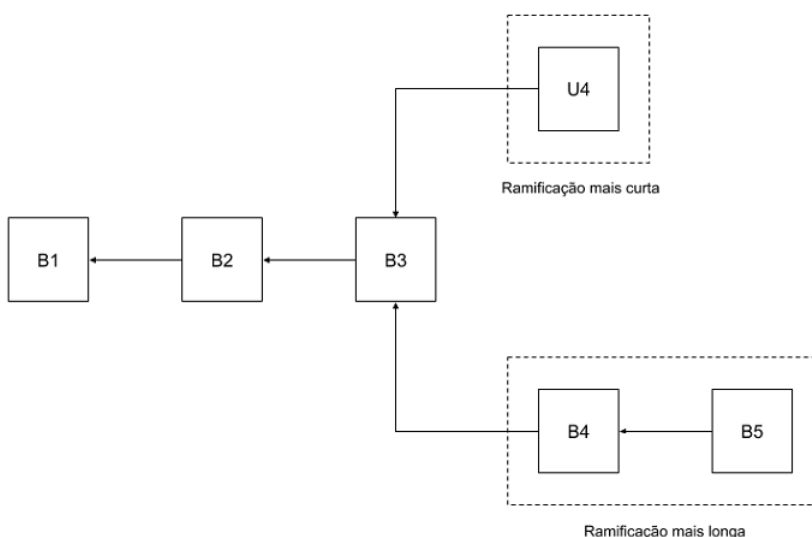 U4
Ramificação mais curta
B1 B2 B3
B4 B5
Ramificação mais longa